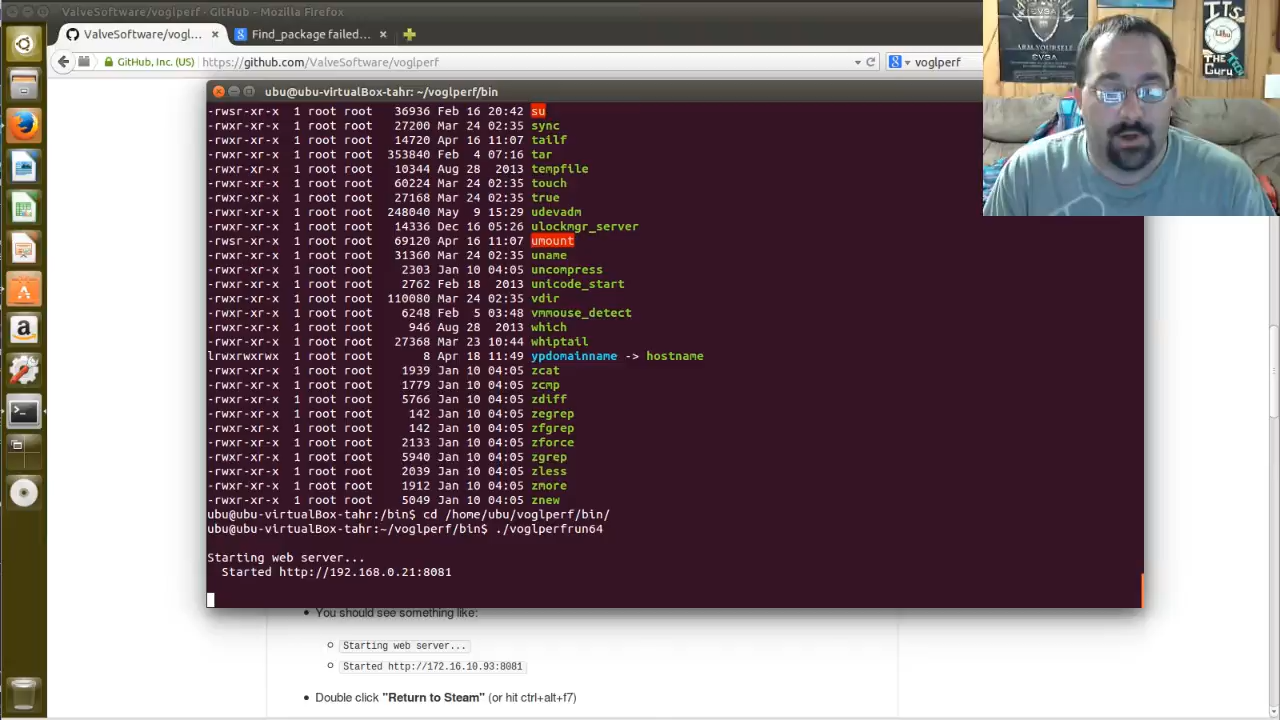 ValveSoftware/voglperf - GitHub - Mozilla Firefox
ValveSoftware/vogl...
Find_package failed...
GitHub, Inc. (US)
https://github.com/ValveSoftware/voglperf
voglperf
ubu@ubu-virtualBox-tahr: ~/voglperf/bin
-rwsr-xr-x 1 root root 36936 Feb 16 20:42 su
-rwxr-xr-x 1 root root 27200 Mar 24 02:35 sync
-rwxr-xr-x 1 root root 14720 Apr 16 11:07 tailf
-rwxr-xr-x 1 root root 353840 Feb 4 07:16 tar
-rwxr-xr-x 1 root root 10344 Aug 28 2013 tempfile
-rwxr-xr-x 1 root root 60224 Mar 24 02:35 touch
-rwxr-xr-x 1 root root 27168 Mar 24 02:35 true
-rwxr-xr-x 1 root root 248040 May 9 15:29 udevadm
-rwxr-xr-x 1 root root 14336 Dec 16 05:26 ulockmgr_server
-rwsr-xr-x 1 root root 69120 Apr 16 11:07 umount
-rwxr-xr-x 1 root root 31360 Mar 24 02:35 uname
-rwxr-xr-x 1 root root 2303 Jan 10 04:05 uncompress
-rwxr-xr-x 1 root root 2762 Feb 18 2013 unicode_start
-rwxr-xr-x 1 root root 110080 Mar 24 02:35 vdir
-rwxr-xr-x 1 root root 6248 Feb 5 03:48 vmmouse_detect
-rwxr-xr-x 1 root root 946 Aug 28 2013 which
-rwxr-xr-x 1 root root 27368 Mar 23 10:44 whiptail
lrwxrwxrwx 1 root root 8 Apr 18 11:49 ypdomainname -> hostname
-rwxr-xr-x 1 root root 1939 Jan 10 04:05 zcat
-rwxr-xr-x 1 root root 1779 Jan 10 04:05 zcmp
-rwxr-xr-x 1 root root 5766 Jan 10 04:05 zdiff
-rwxr-xr-x 1 root root 142 Jan 10 04:05 zegrep
-rwxr-xr-x 1 root root 142 Jan 10 04:05 zfgrep
-rwxr-xr-x 1 root root 2133 Jan 10 04:05 zforce
-rwxr-xr-x 1 root root 5940 Jan 10 04:05 zgrep
-rwxr-xr-x 1 root root 2039 Jan 10 04:05 zless
-rwxr-xr-x 1 root root 1912 Jan 10 04:05 zmore
-rwxr-xr-x 1 root root 5049 Jan 10 04:05 znew
ubu@ubu-virtualBox-tahr:/bin$ cd /home/ubu/voglperf/bin/
ubu@ubu-virtualBox-tahr:~/voglperf/bin$ ./voglperfrun64
Starting web server...
Started http://192.168.0.21:8081
You should see something like:
Starting web server...
Started http://172.16.10.93:8081
Double click "Return to Steam" (or hit ctrl+alt+f7)
ARM YOURSELF
EVGA
IT's
Ubu
THE
Guru